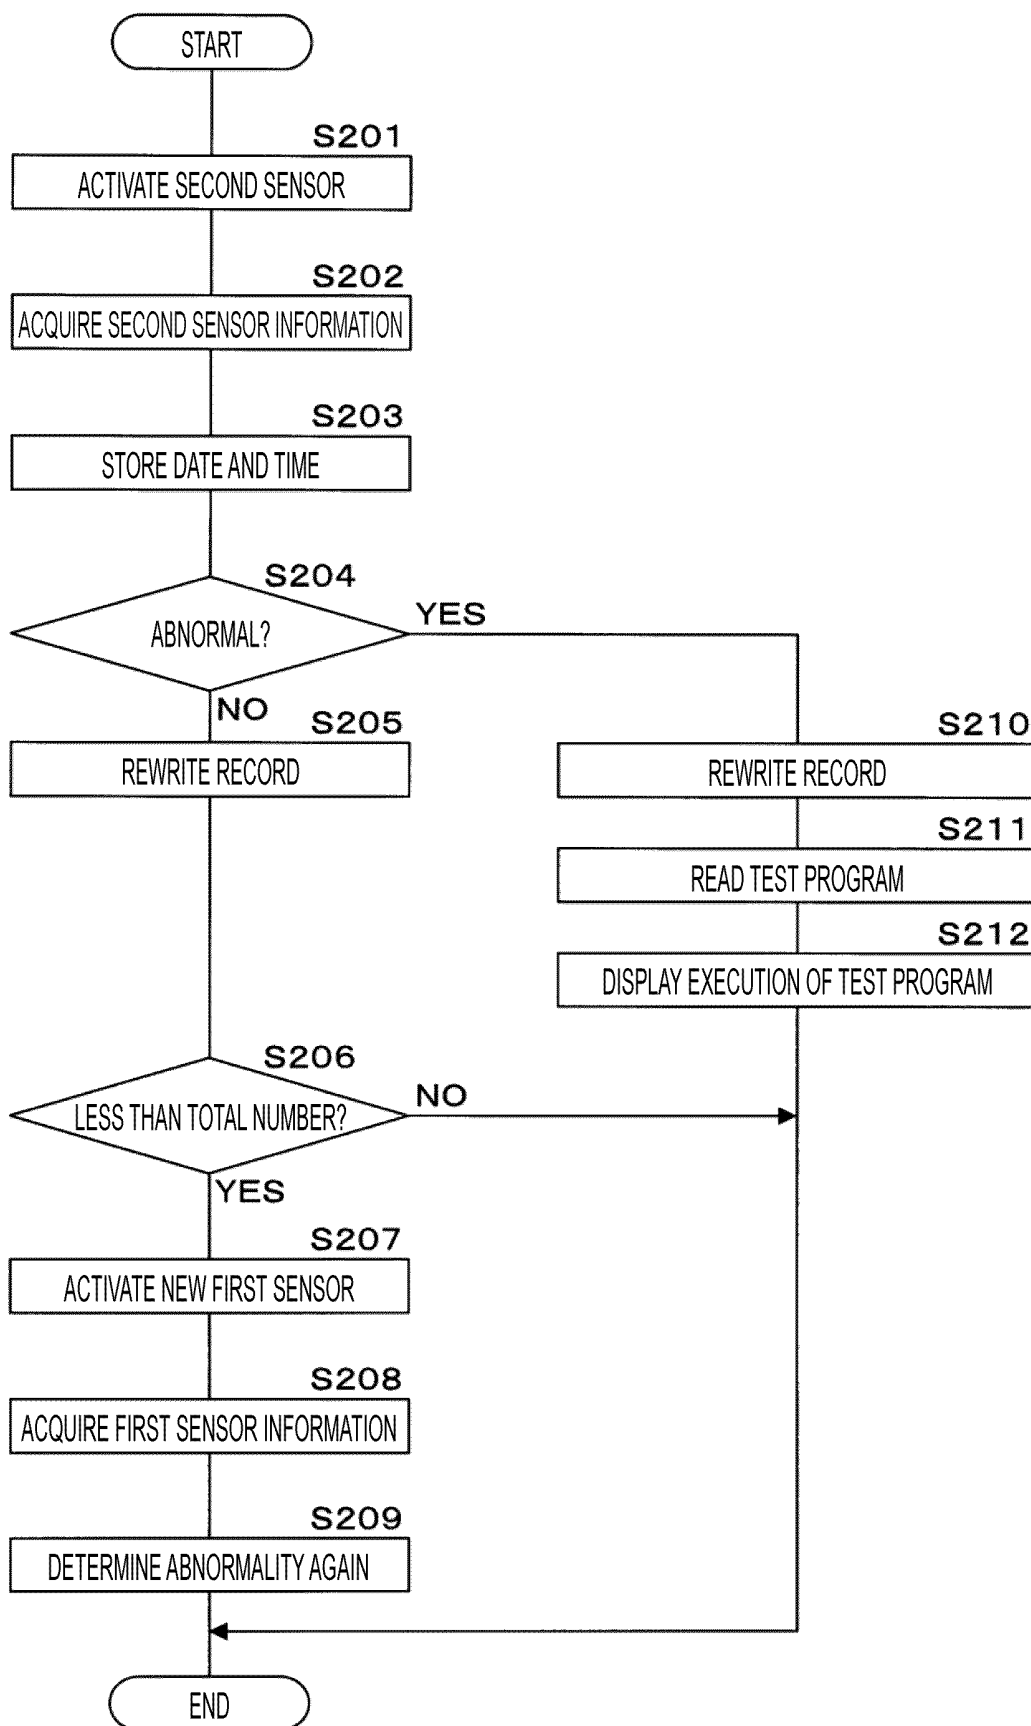 START
S201
ACTIVATE SECOND SENSOR
S202
ACQUIRE SECOND SENSOR INFORMATION
S203
STORE DATE AND TIME
S204
ABNORMAL?
YES
NO
S205
REWRITE RECORD
S210
REWRITE RECORD
S211
READ TEST PROGRAM
S212
DISPLAY EXECUTION OF TEST PROGRAM
S206
LESS THAN TOTAL NUMBER?
NO
YES
S207
ACTIVATE NEW FIRST SENSOR
S208
ACQUIRE FIRST SENSOR INFORMATION
S209
DETERMINE ABNORMALITY AGAIN
END